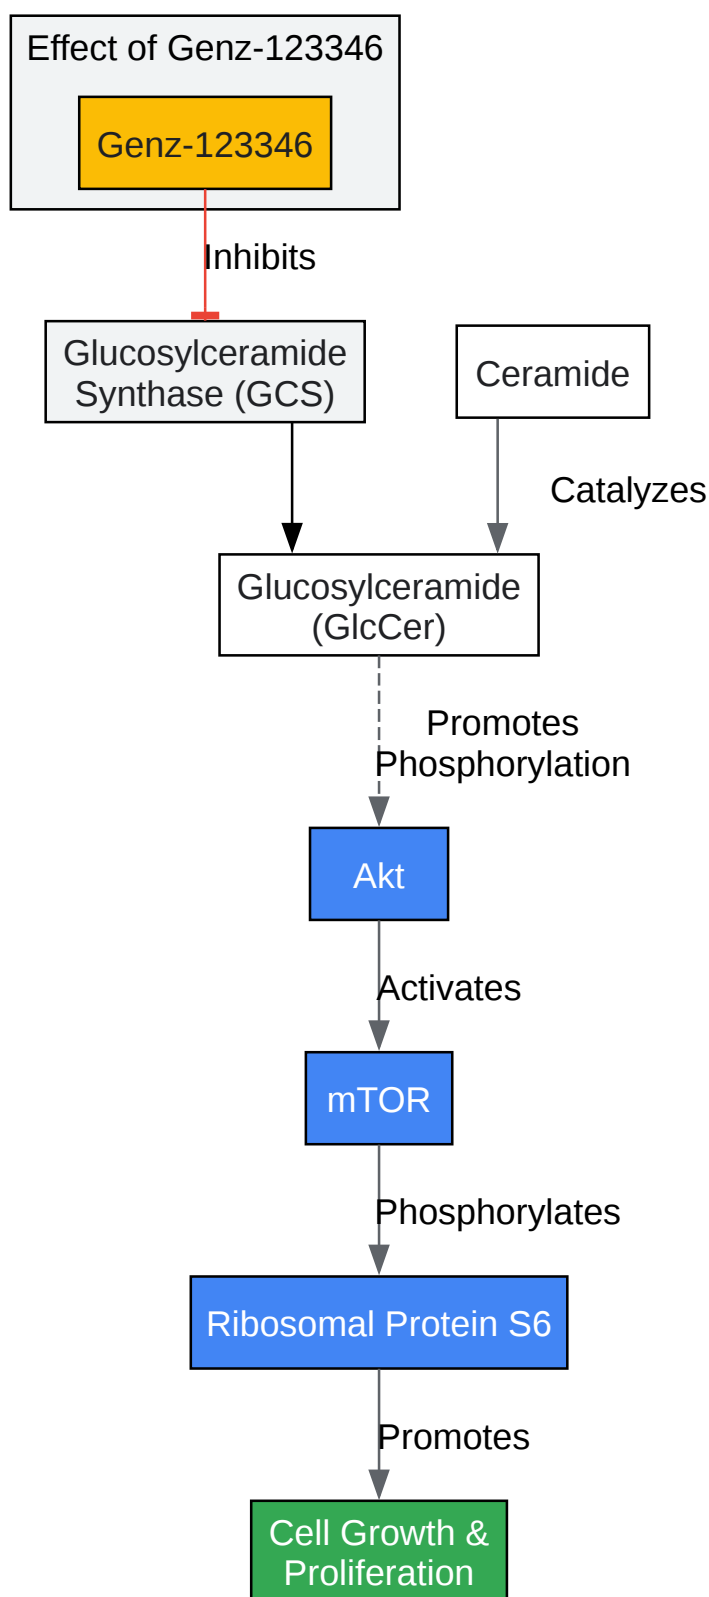 Effect of Genz-123346
Genz-123346
Inhibits
Glucosylceramide
Synthase (GCS)
Ceramide
Catalyzes
Glucosylceramide
(GlcCer)
Promotes
Phosphorylation
Akt
Activates
mTOR
Phosphorylates
Ribosomal Protein S6
Promotes
Cell Growth &
Proliferation